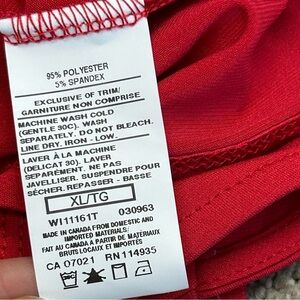 95% POLYESTER
5% SPANDEX
EXCLUSIVE OF TRIM/
GARNITURE NON COMPRISE
MACHINE WASH COLD
(GENTLE 30C). WASH
SEPARATELY. DO NOT BLEACH.
LINE DRY. IRON - LOW.
LAVER À LA MACHINE
(DELICAT 30). LAVER
SEPARÉMENT. NE PAS
JAVELLISER. SUSPENDRE POUR
SÉCHER. REPASSER - BASSE
XL/TG
W11161T 030963
MADE IN CANADA FROM DOMESTIC AND
IMPORTED MATERIALS/
FAIT AU CANADA A PARTIR DE MATERIAUX
BRUTS LOCAUX ET IMPORTÉS
CA 07021 RN 114935